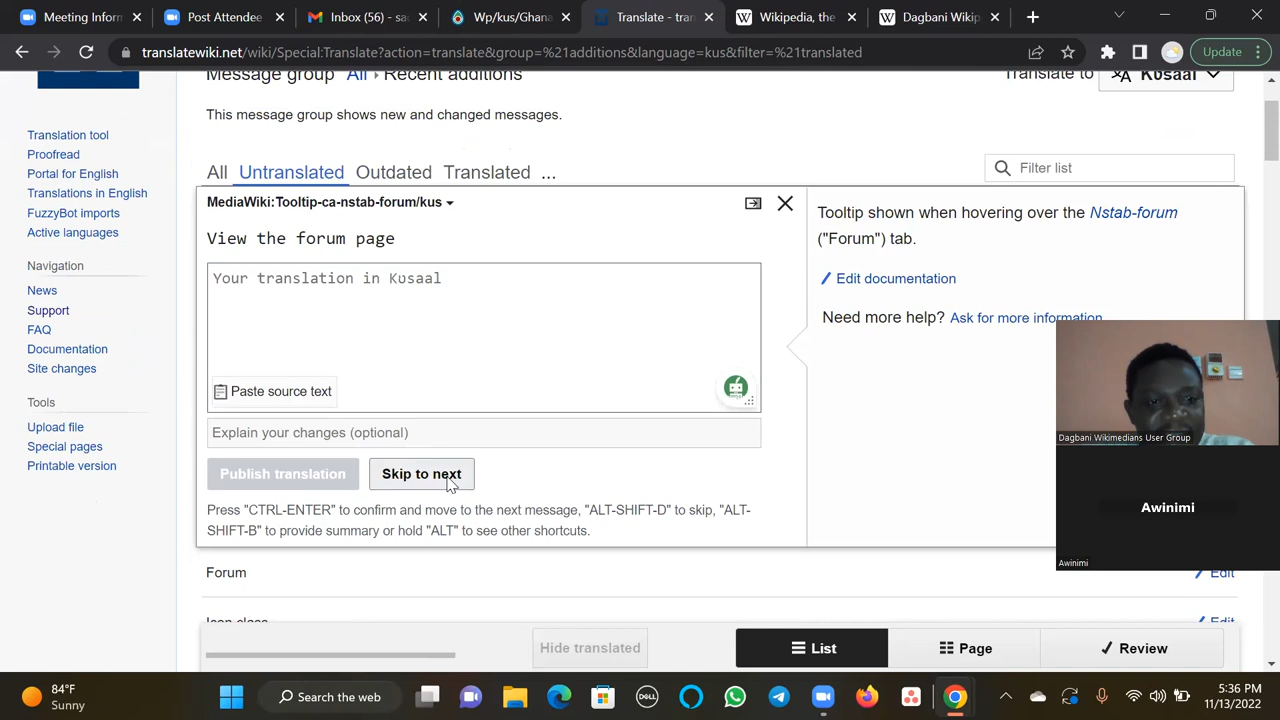 Meeting Inform
Post Attendee
Inbox (56) - sa
Wp/kus/Ghana
Translate - tran
Wikipedia, the
Dagbani Wikip
translatewiki.net/wiki/Special:Translate?action=translate&group=%21additions&language=kus&filter=%21translated
Update
Message group All Recent additions
Translate to Kʋsaal
This message group shows new and changed messages.
Translation tool
Proofread
Portal for English
Translations in English
FuzzyBot imports
Active languages
Navigation
News
Support
FAQ
Documentation
Site changes
Tools
Upload file
Special pages
Printable version
All Untranslated Outdated Translated ...
Filter list
MediaWiki:Tooltip-ca-nstab-forum/kus
View the forum page
Your translation in Kʋsaal
Paste source text
Explain your changes (optional)
Publish translation
Skip to next
Press "CTRL-ENTER" to confirm and move to the next message, "ALT-SHIFT-D" to skip, "ALT-
SHIFT-B" to provide summary or hold "ALT" to see other shortcuts.
Tooltip shown when hovering over the Nstab-forum
("Forum") tab.
Edit documentation
Need more help? Ask for more information
Dagbani Wikimedians User Group
Awinimi
Awinimi
Forum
Edit
Icon class
Edit
Hide translated
List
Page
Review
84°F
Sunny
Search the web
DELL
5:36 PM
11/13/2022